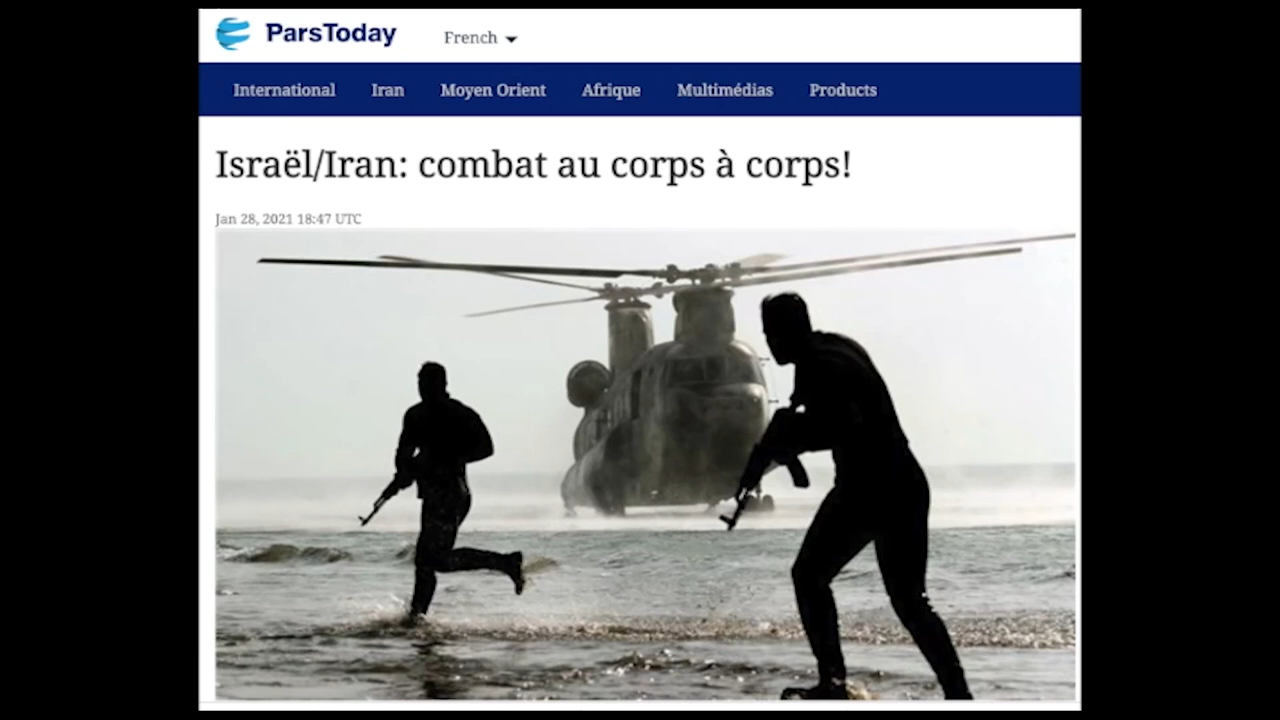 ParsToday
French
International Iran Moyen Orient Afrique Multimédias Products
Israël/Iran: combat au corps à corps!
Jan 28, 2021 18:47 UTC